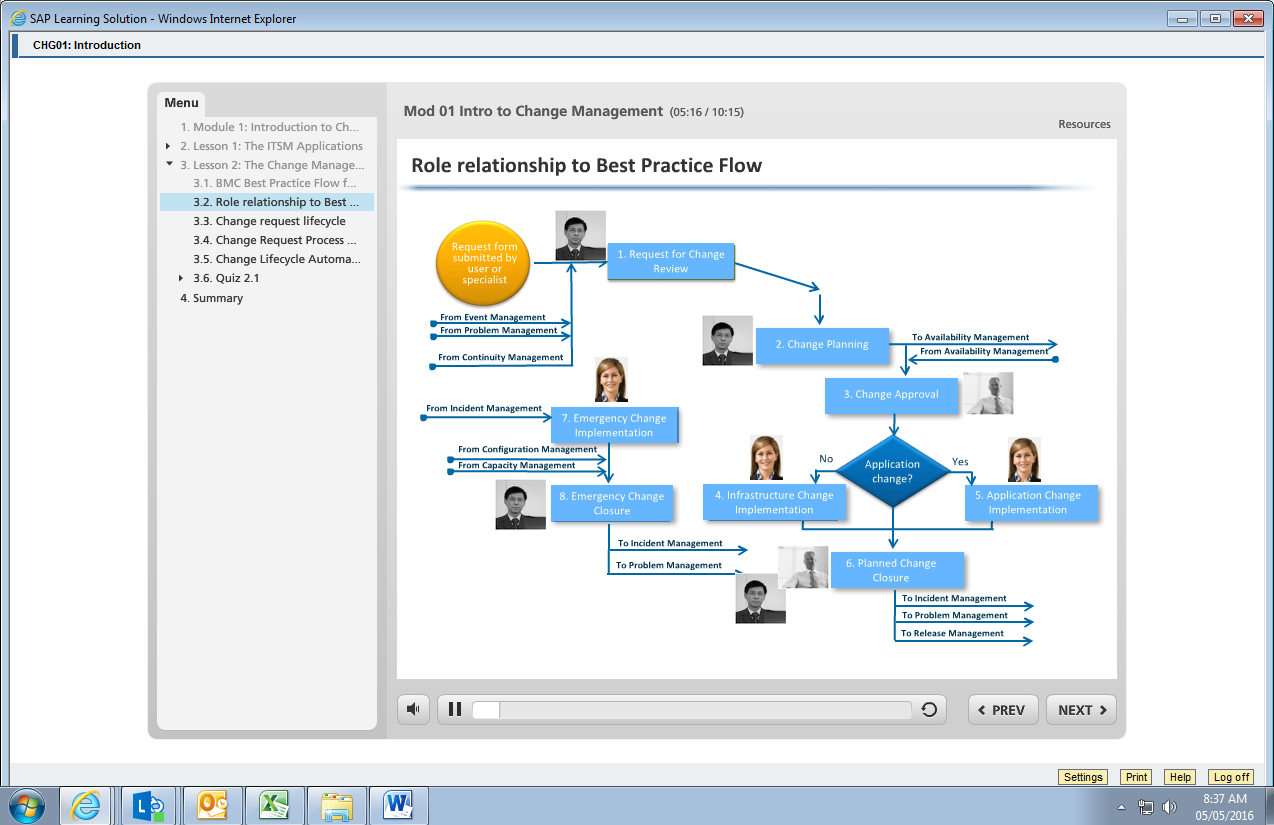 SAP Learning Solution - Windows Internet Explorer
CHG01: Introduction
Menu
1. Module 1: Introduction to Ch...
2. Lesson 1: The ITSM Applications
3. Lesson 2: The Change Manage...
3.1. BMC Best Practice Flow f...
3.2. Role relationship to Best ...
3.3. Change request lifecycle
3.4. Change Request Process ...
3.5. Change Lifecycle Automa...
3.6. Quiz 2.1
4. Summary
Mod 01 Intro to Change Management (05:16 / 10:15)
Resources
Role relationship to Best Practice Flow
Request form
submitted by
user or
specialist
1. Request for Change
Review
From Event Management
From Problem Management
From Continuity Management
2. Change Planning
To Availability Management
From Availability Management
3. Change Approval
From Incident Management
7. Emergency Change
Implementation
From Configuration Management
From Capacity Management
8. Emergency Change
Closure
To Incident Management
To Problem Management
Application
change?
No
Yes
4. Infrastructure Change
Implementation
5. Application Change
Implementation
6. Planned Change
Closure
To Incident Management
To Problem Management
To Release Management
PREV
NEXT
Settings
Print
Help
Log off
8:37 AM
05/05/2016